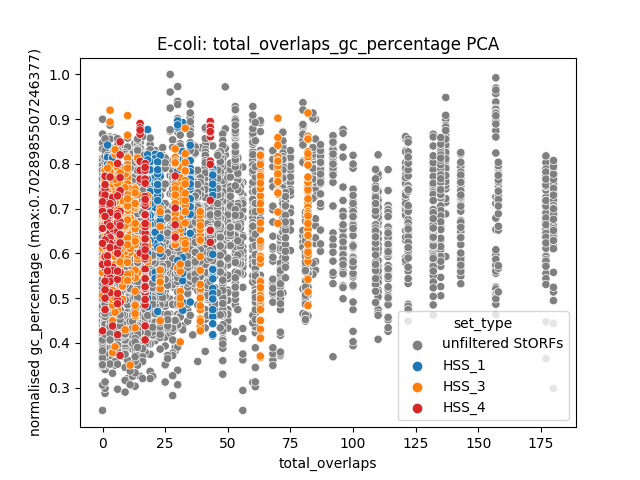 E-coli: total_overlaps_gc_percentage PCA
normalised gc_percentage (max:0.7028985507246377)
1.0
0.9
0.8
0.7
0.6
0.5
0.4
0.3
set_type
unfiltered StORFs
HSS_1
HSS_3
HSS_4
0 25 50 75 100 125 150 175
total_overlaps